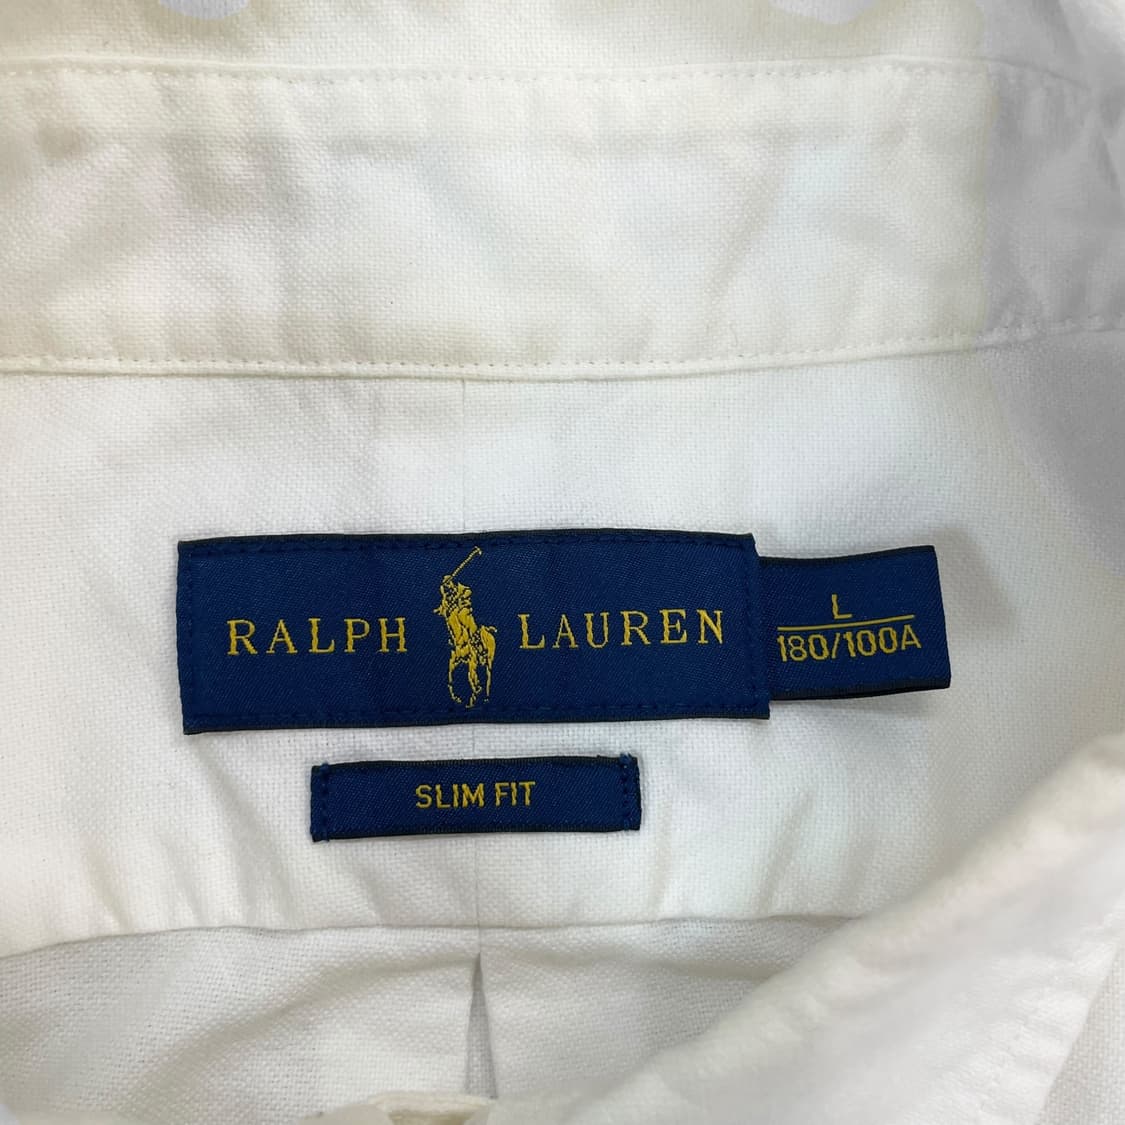 RALPH LAUREN
L
180/100A
SLIM FIT